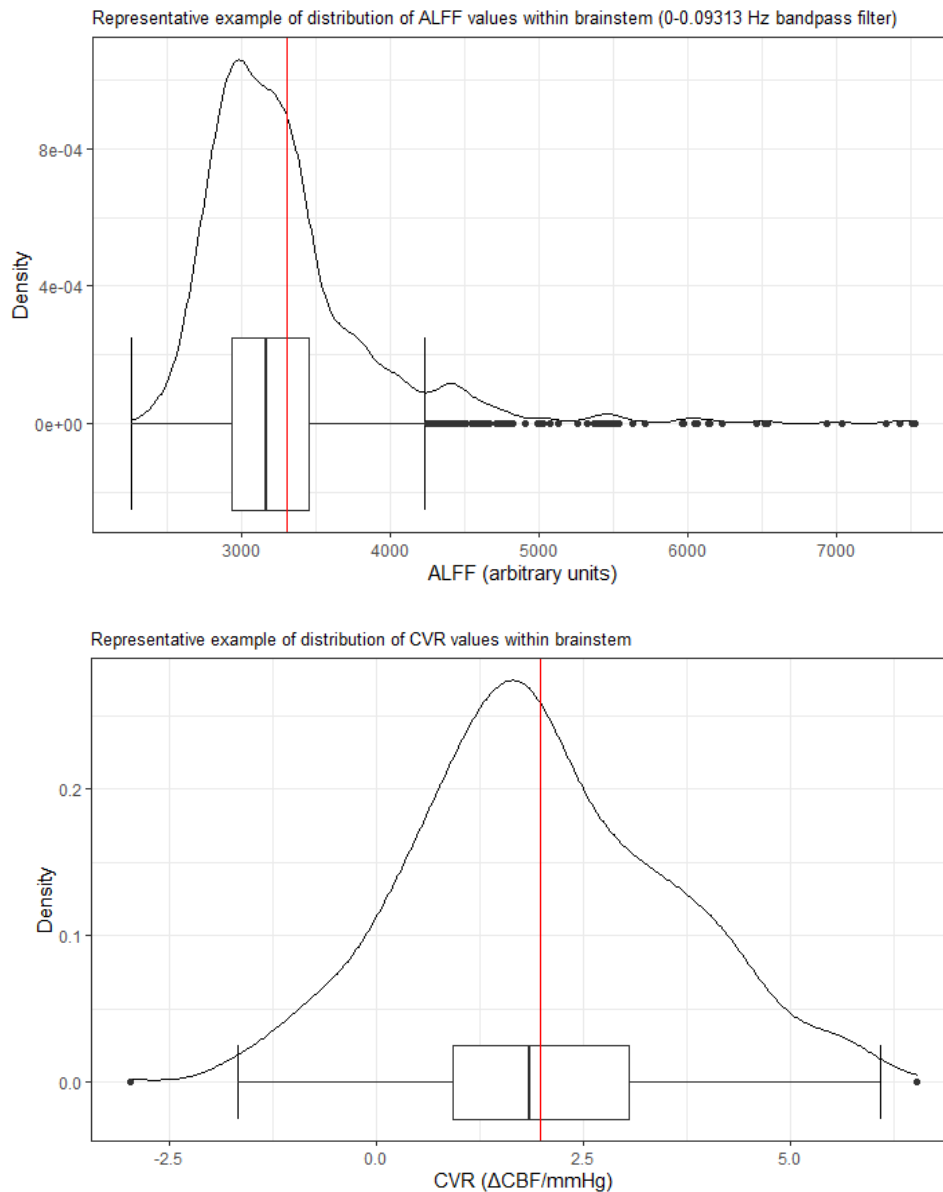 Representative example of distribution of ALFF values within brainstem (0-0.09313 Hz bandpass filter)
8e-04
4e-04
0e+00
Density
3000 4000 5000 6000 7000
ALFF (arbitrary units)
Representative example of distribution of CVR values within brainstem
0.2
0.1
0.0
Density
-2.5 0.0 2.5 5.0
CVR (ΔCBF/mmHg)